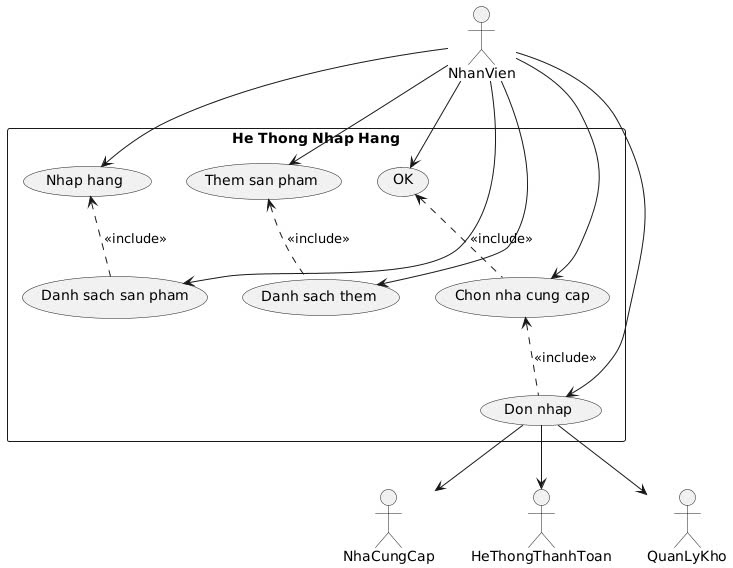 NhanVien
He Thong Nhap Hang
Nhap hang
Them san pham
OK
«include»
«include»
«include»
Danh sach san pham
Danh sach them
Chon nha cung cap
«include»
Don nhap
NhaCungCap
HeThongThanhToan
QuanLyKho